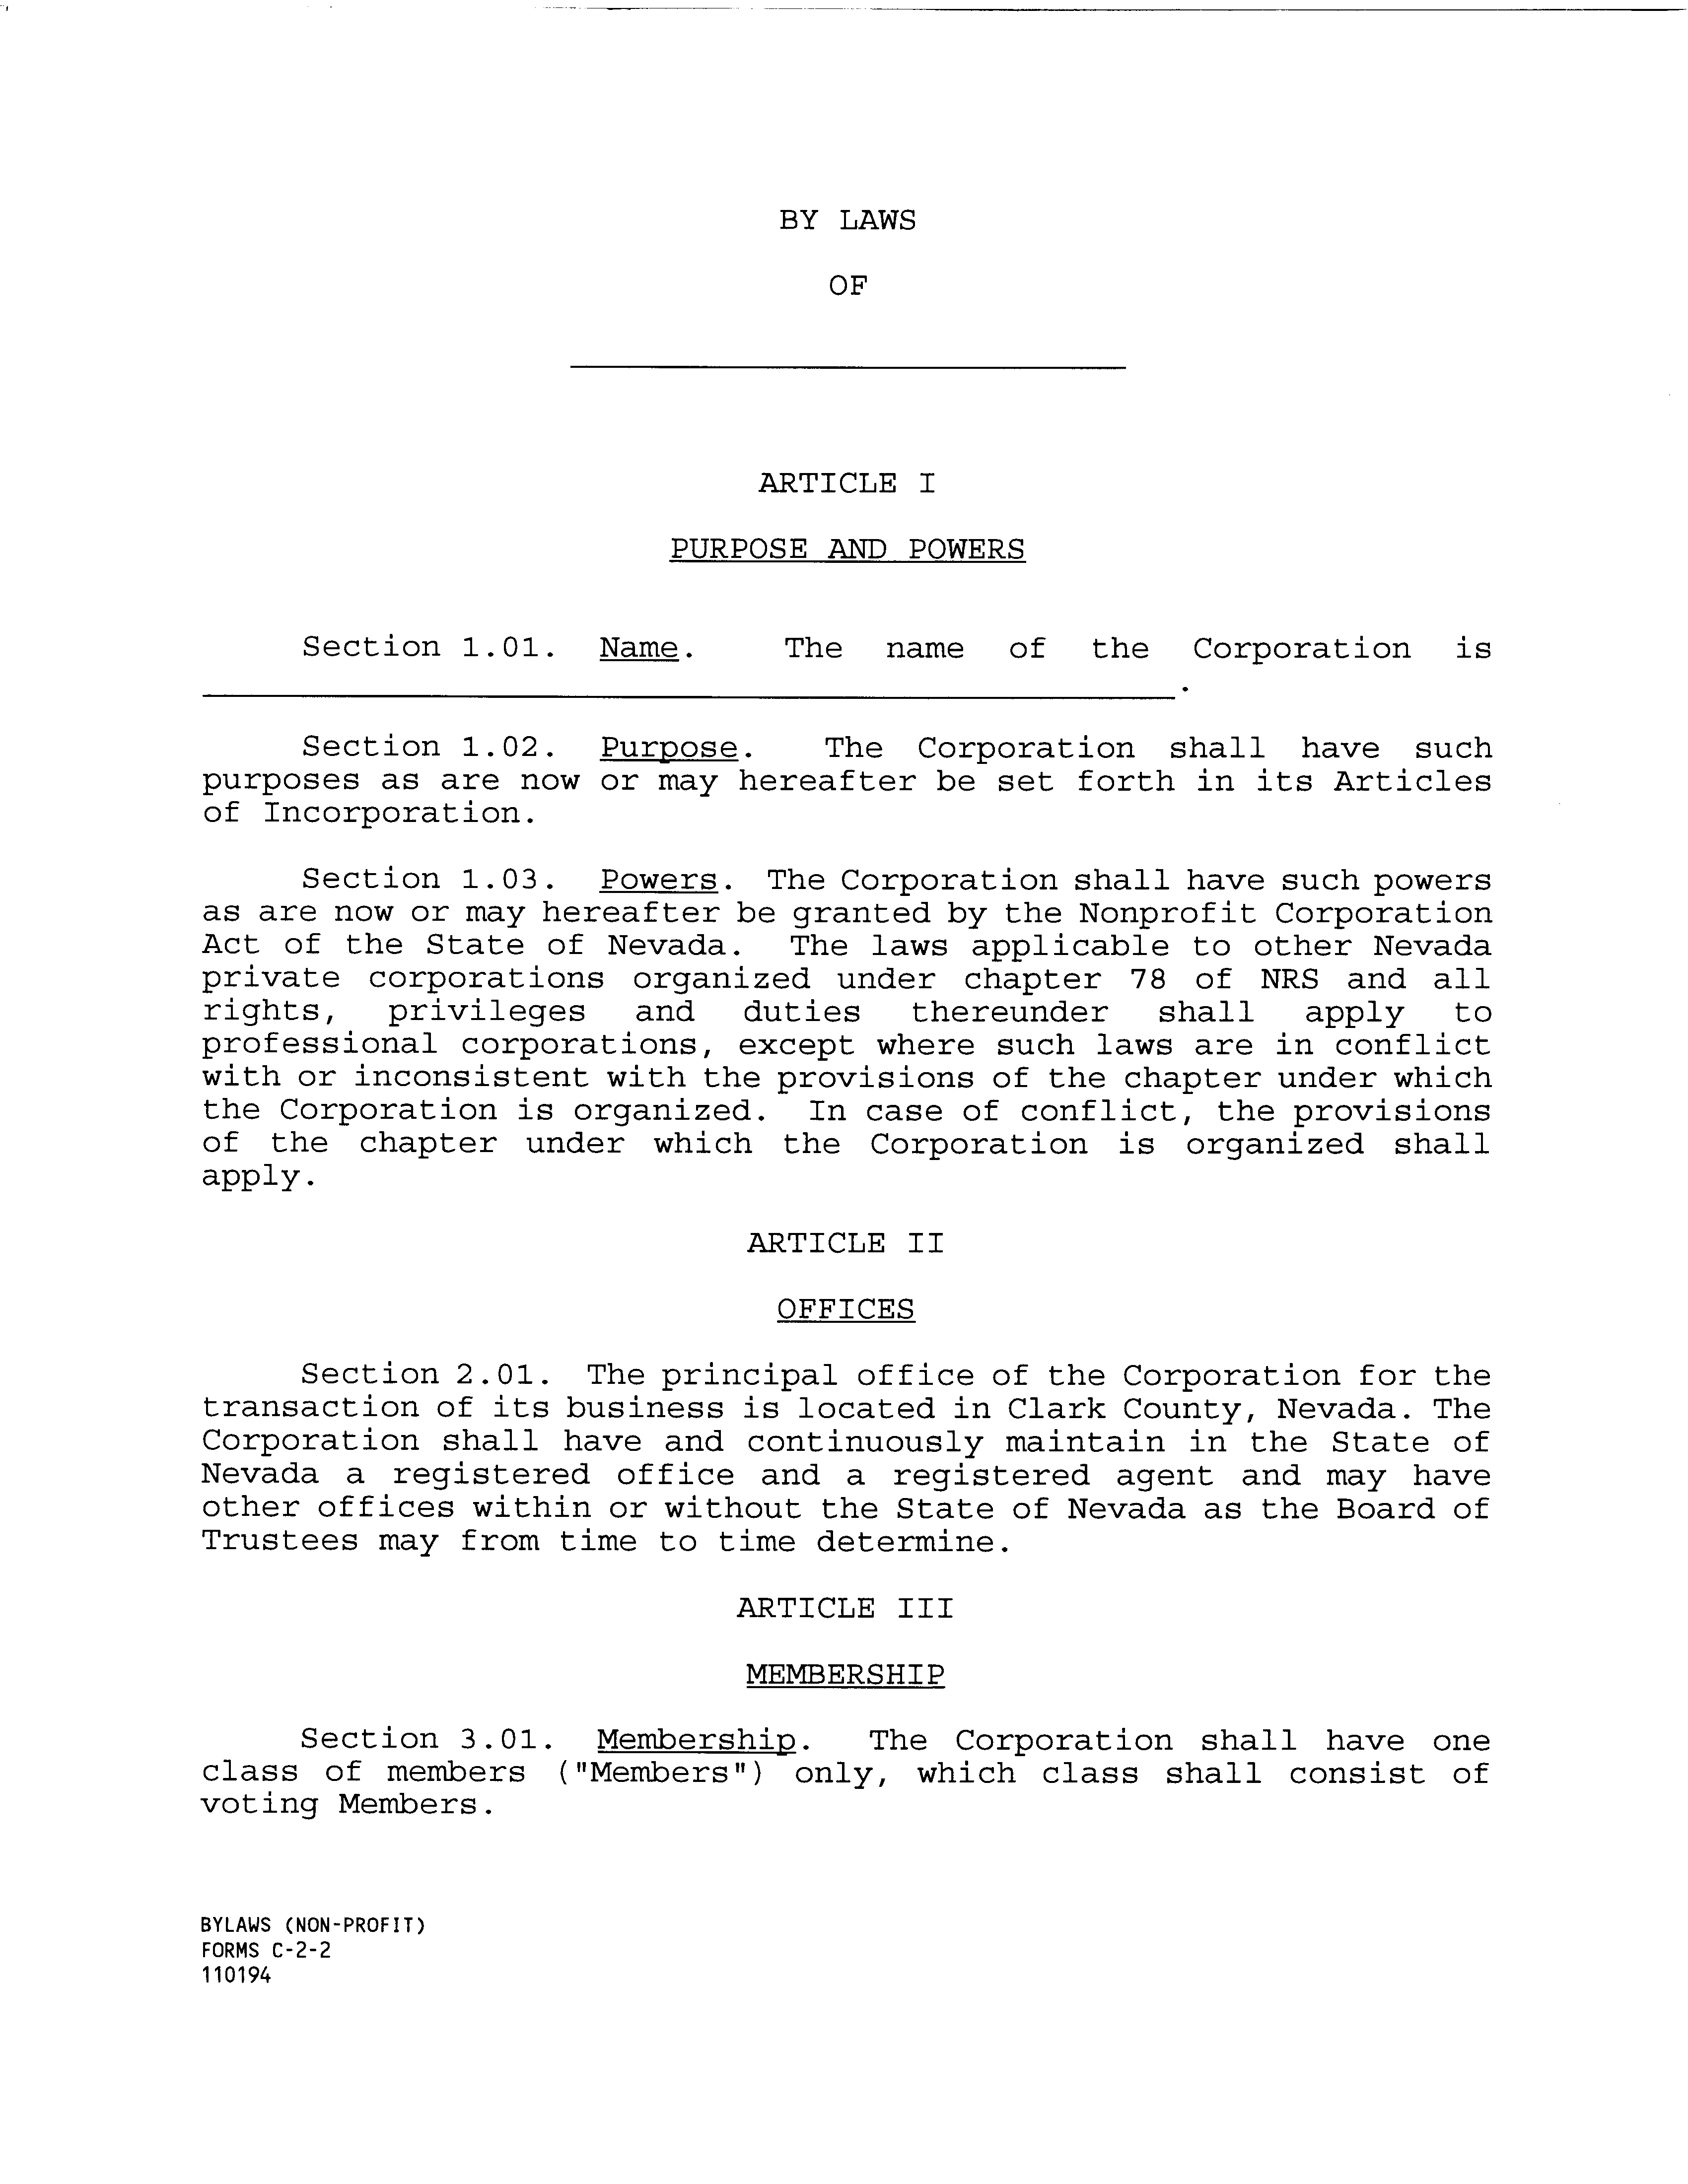 BY LAWS
OF
ARTICLE I
PURPOSE AND POWERS
Section 1.01. Name. The name of the Corporation is
.
Section 1.02. Purpose. The Corporation shall have such
purposes as are now or may hereafter be set forth in its Articles
of Incorporation.
Section 1.03. Powers. The Corporation shall have such powers
as are now or may hereafter be granted by the Nonprofit Corporation
Act of the State of Nevada. The laws applicable to other Nevada
private corporations organized under chapter 78 of NRS and all
rights, privileges and duties thereunder shall apply to
professional corporations, except where such laws are in conflict
with or inconsistent with the provisions of the chapter under which
the Corporation is organized. In case of conflict, the provisions
of the chapter under which the Corporation is organized shall
apply.
ARTICLE II
OFFICES
Section 2.01. The principal office of the Corporation for the
transaction of its business is located in Clark County, Nevada. The
Corporation shall have and continuously maintain in the State of
Nevada a registered office and a registered agent and may have
other offices within or without the State of Nevada as the Board of
Trustees may from time to time determine.
ARTICLE III
MEMBERSHIP
Section 3.01. Membership. The Corporation shall have one
class of members ("Members") only, which class shall consist of
voting Members.
BYLAWS (NON-PROFIT)
FORMS C-2-2
110194